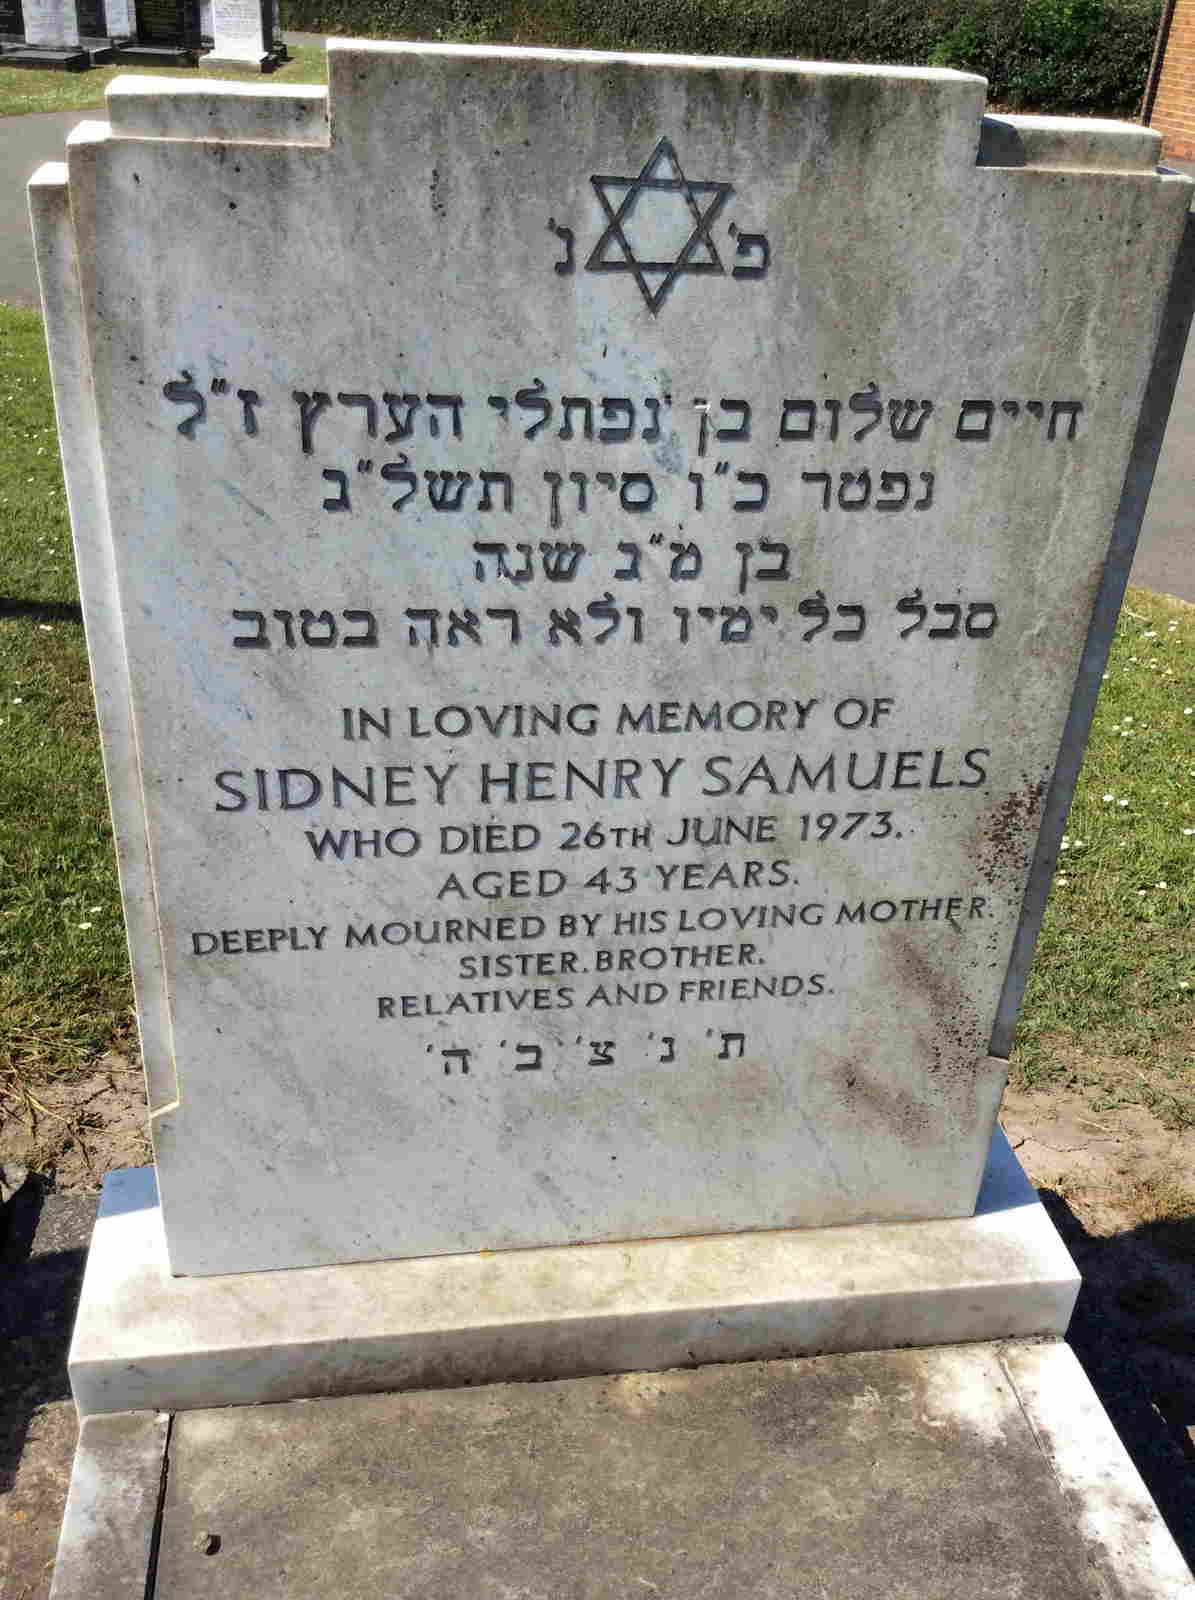 פ' נ'
חיים שלום בן נפתלי הערץ ז"ל
נפטר כ"ו סיון תשל"ג
בן מ"ג שנה
סבל כל ימיו ולא ראה בטוב
IN LOVING MEMORY OF
SIDNEY HENRY SAMUELS
WHO DIED 26TH JUNE 1973.
AGED 43 YEARS.
DEEPLY MOURNED BY HIS LOVING MOTHER.
SISTER. BROTHER.
RELATIVES AND FRIENDS.
ת' נ' צ' ב' ה'